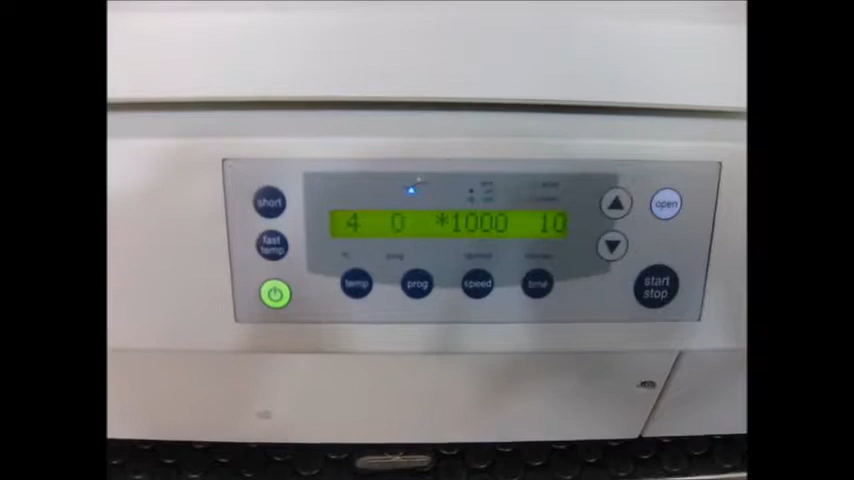 short
4 0 *1000 10
open
fast temp
temp prog speed time
start stop